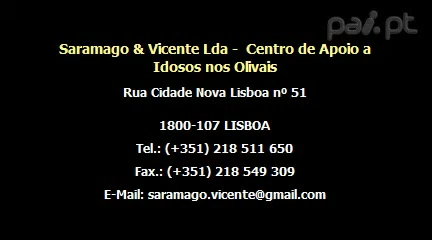 pai.pt
Saramago & Vicente Lda -  Centro de Apoio a
Idosos nos Olivais
Rua Cidade Nova Lisboa nº 51
1800-107 LISBOA
Tel.: (+351) 218 511 650
Fax.: (+351) 218 549 309
E-Mail: saramago.vicente@gmail.com